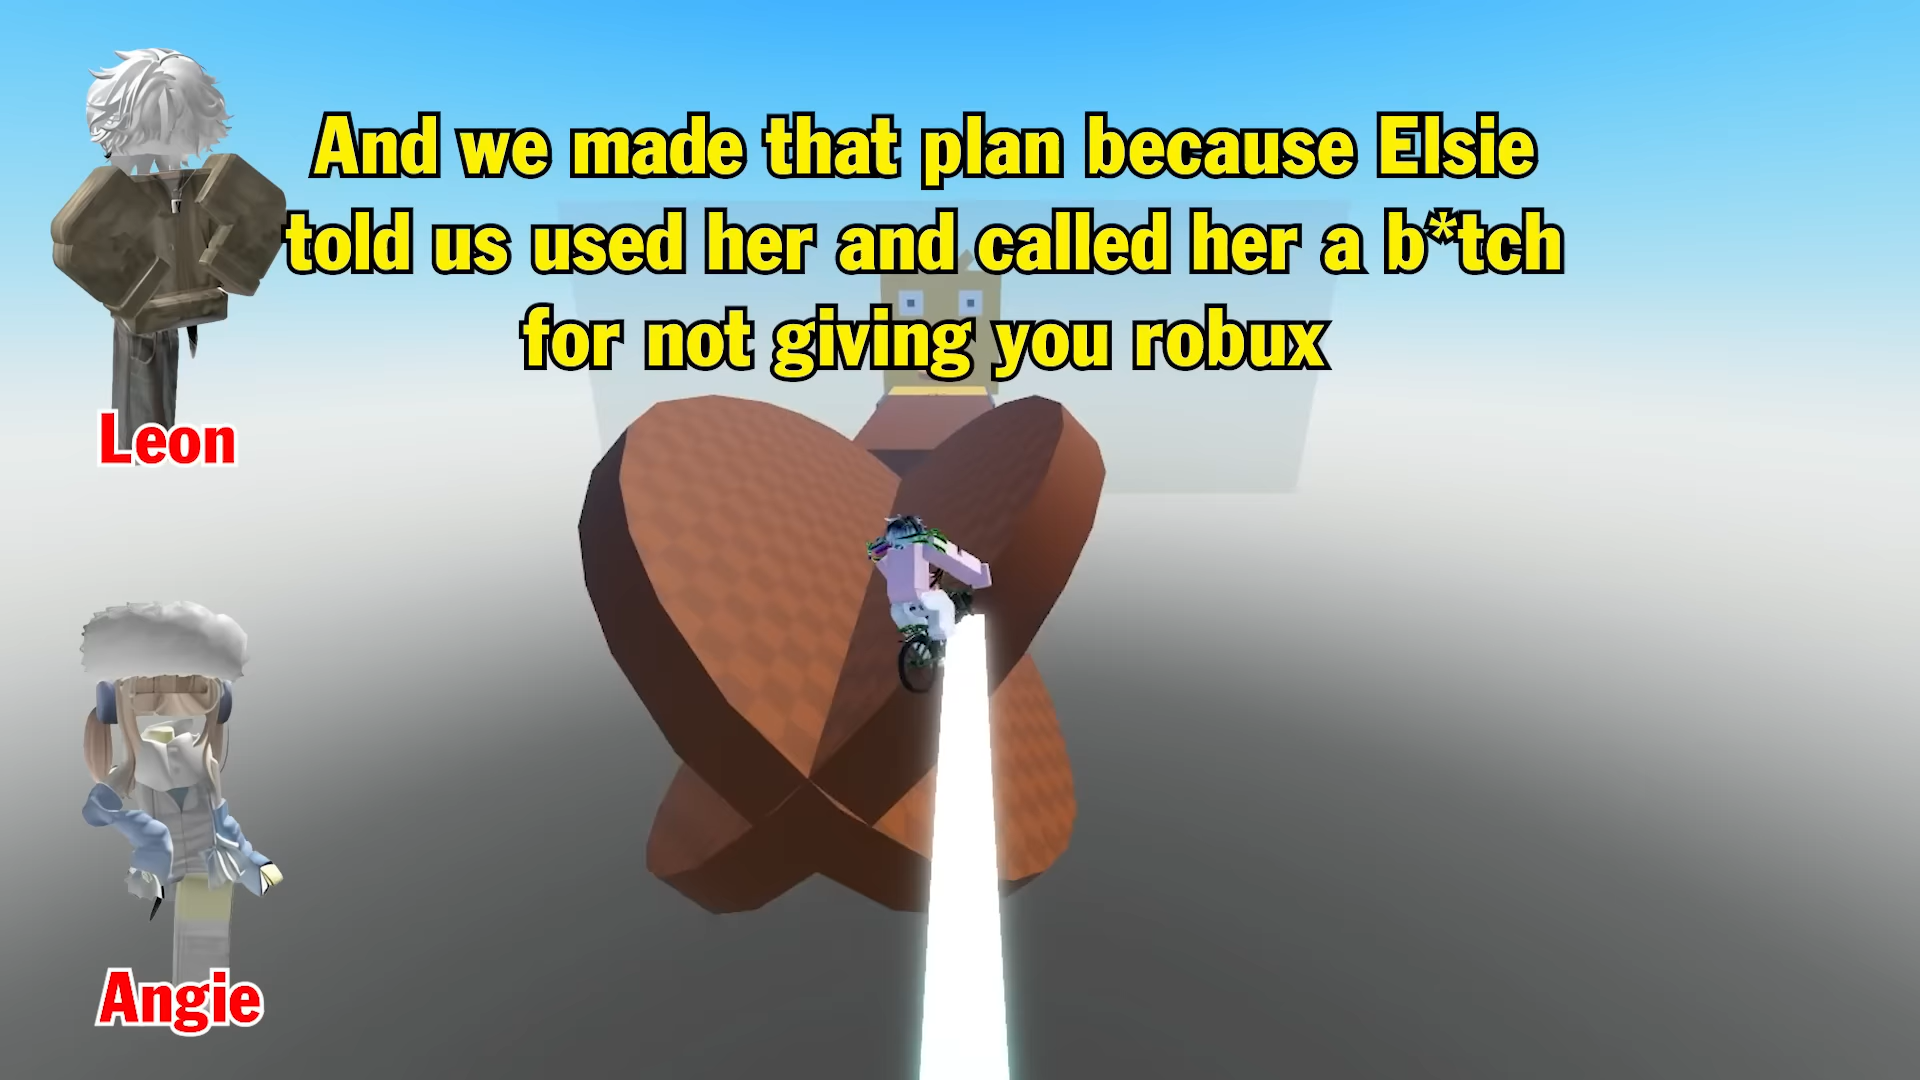 And we made that plan because Elsie
told us used her and called her a b*tch
for not giving you robux
Leon
Angie